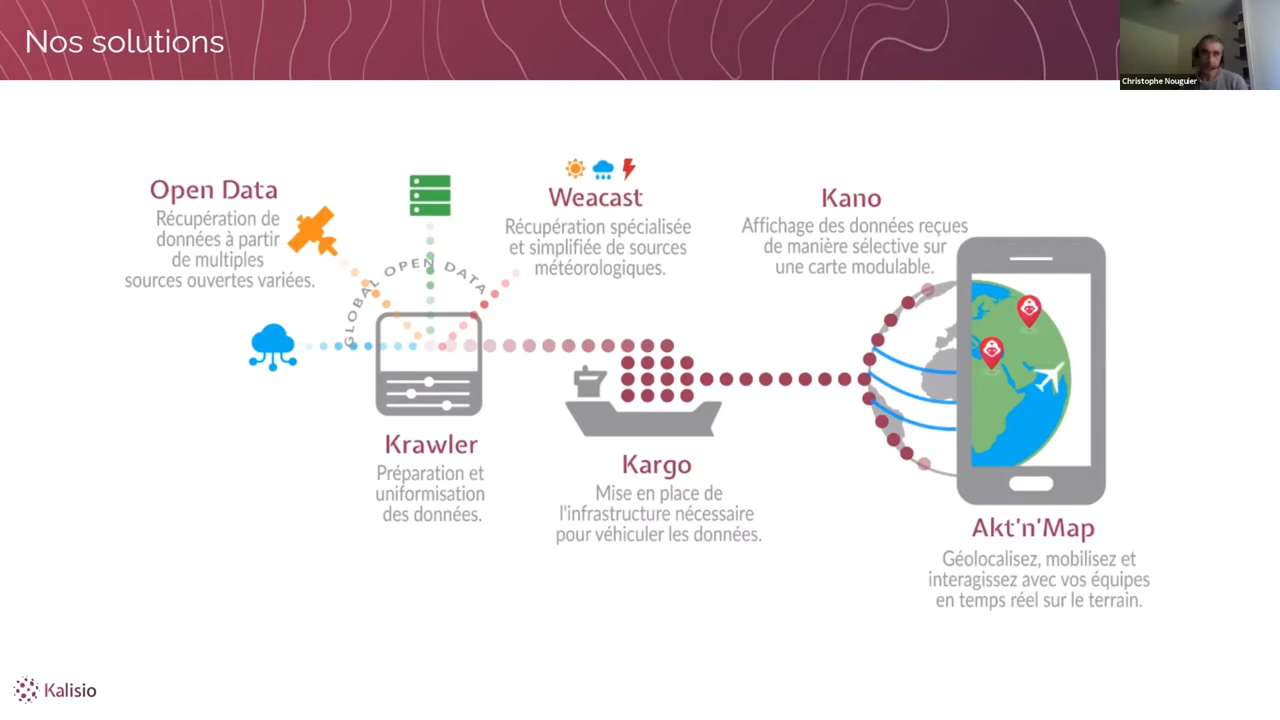 Nos solutions
Christophe Nouguier
Open Data
Récupération de
données à partir
de multiples
sources ouvertes variées.
GLOBAL OPEN DATA
Weacast
Récupération spécialisée
et simplifiée de sources
météorologiques.
Kano
Affichage des données reçues
de manière sélective sur
une carte modulable.
Krawler
Préparation et
uniformisation
des données.
Kargo
Mise en place de
l'infrastructure nécessaire
pour véhiculer les données.
Akt'n'Map
Géolocalisez, mobilisez et
interagissez avec vos équipes
en temps réel sur le terrain.
Kalisio